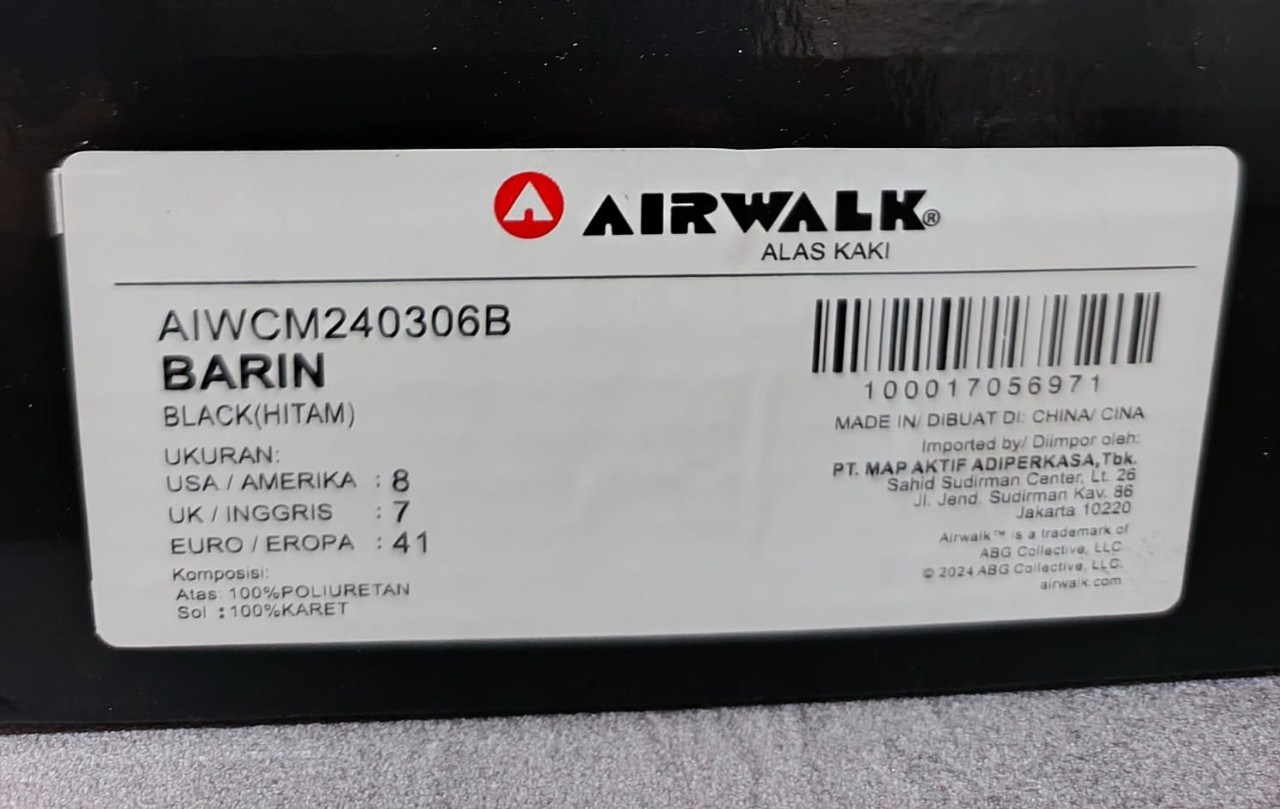 AIRWALK®
ALAS KAKI
AIWCM240306B
BARIN
BLACK(HITAM)
UKURAN:
USA / AMERIKA : 8
UK / INGGRIS : 7
EURO / EROPA : 41
Komposisi:
Atas: 100%POLIURETAN
Sol : 100%KARET
100017056971
MADE IN/ DIBUAT DI: CHINA/ CINA
Imported by/ Diimpor oleh:
PT. MAP AKTIF ADIPERKASA,Tbk.
Sahid Sudirman Center, Lt. 26
Jl. Jend. Sudirman Kav. 86
Jakarta 10220
Airwalk™ is a trademark of
ABG Collective, LLC
© 2024 ABG Collective, LLC.
airwalk.com